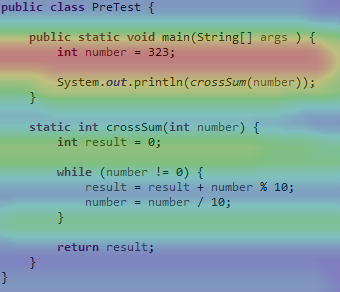 public class PreTest {
public static void main(String[] args ) {
int number = 323;
System.out.println(crossSum(number));
}
static int crossSum(int number) {
int result = 0;
while (number != 0) {
result = result + number % 10;
number = number / 10;
}
return result;
}
}